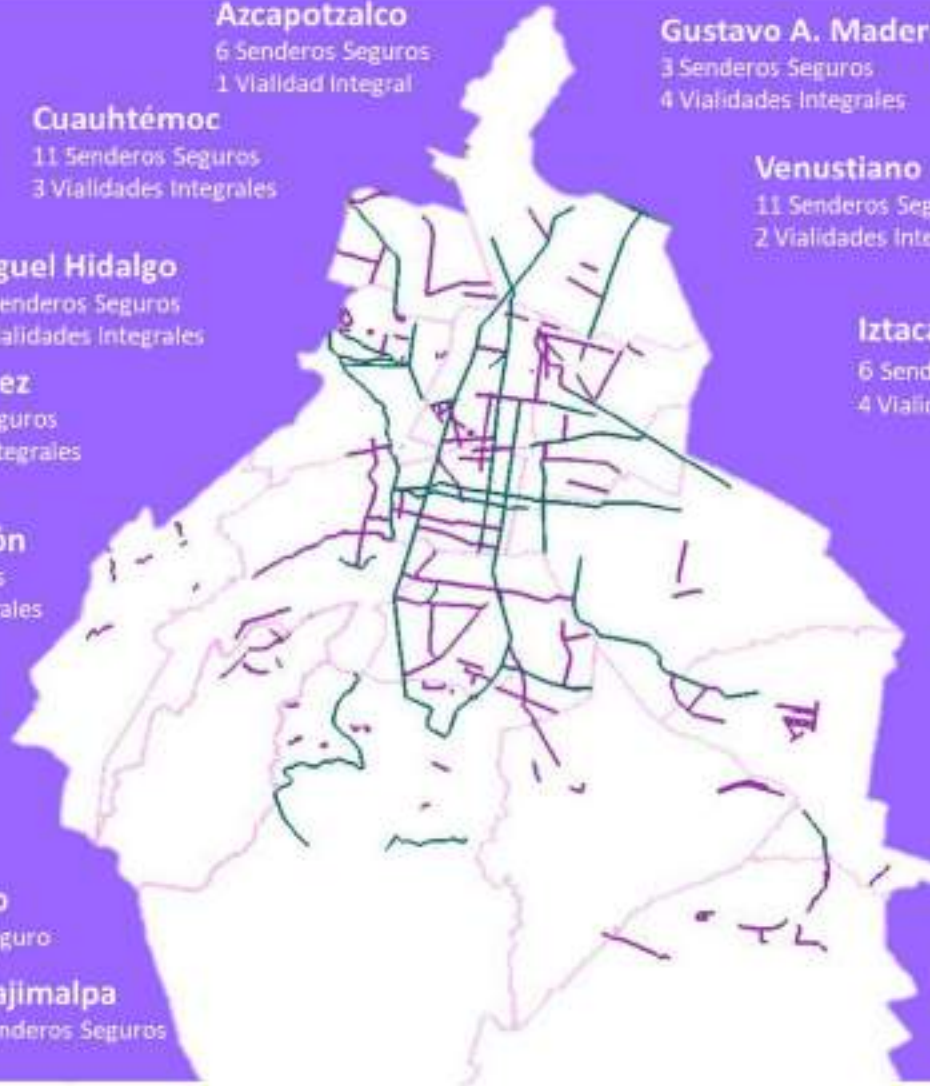 Azcapotzalco
6 Senderos Seguros
1 Vialidad Integral
Gustavo A. Mader
3 Senderos Seguros
4 Vialidades Integrales
Cuauhtémoc
11 Senderos Seguros
3 Vialidades Integrales
Venustiano
11 Senderos Seg
2 Vialidades Inte
guel Hidalgo
enderos Seguros
alidades Integrales
Iztaca
6 Send
4 Vialid
ez
guros
tegrales
ón
s
ales
o
guro
ajimalpa
nderos Seguros